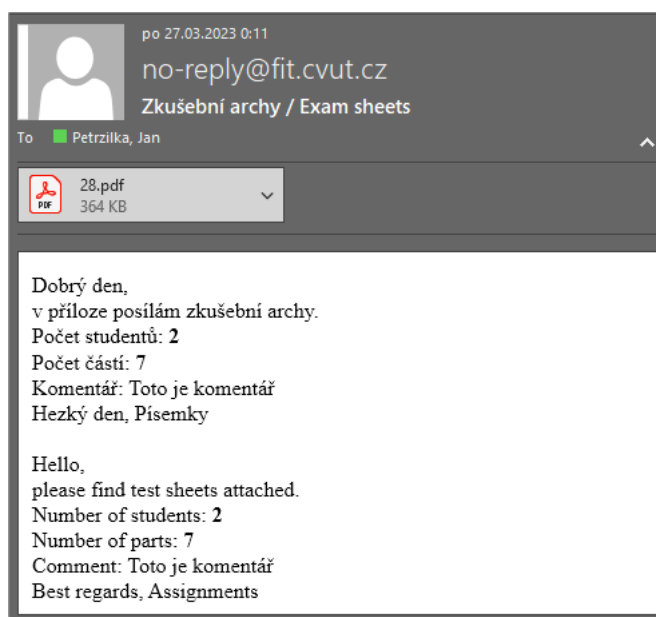 po 27.03.2023 0:11
no-reply@fit.cvut.cz
Zkušební archy / Exam sheets
To Petrzilka, Jan
28.pdf
PDF 364 KB
Dobrý den,
v příloze posílám zkušební archy.
Počet studentů: 2
Počet částí: 7
Komentář: Toto je komentář
Hezký den, Písemky
Hello,
please find test sheets attached.
Number of students: 2
Number of parts: 7
Comment: Toto je komentář
Best regards, Assignments